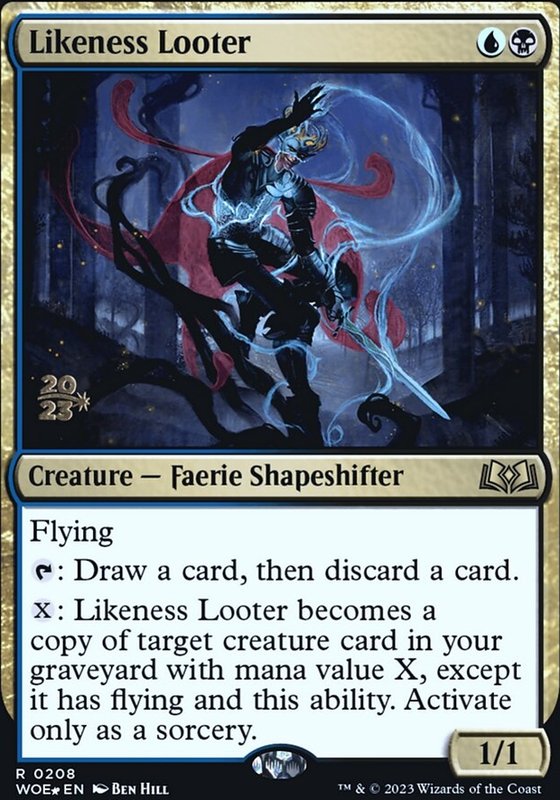 Likeness Looter
20
23
Creature — Faerie Shapeshifter
Flying
: Draw a card, then discard a card.
X: Likeness Looter becomes a
copy of target creature card in your
graveyard with mana value X, except
it has flying and this ability. Activate
only as a sorcery.
1/1
R 0208
WOE★EN BEN HILL
™ & © 2023 Wizards of the Coast